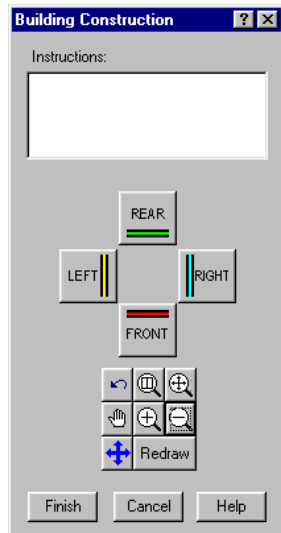 Building Construction
Instructions:
REAR
LEFT
RIGHT
FRONT
Redraw
Finish
Cancel
Help